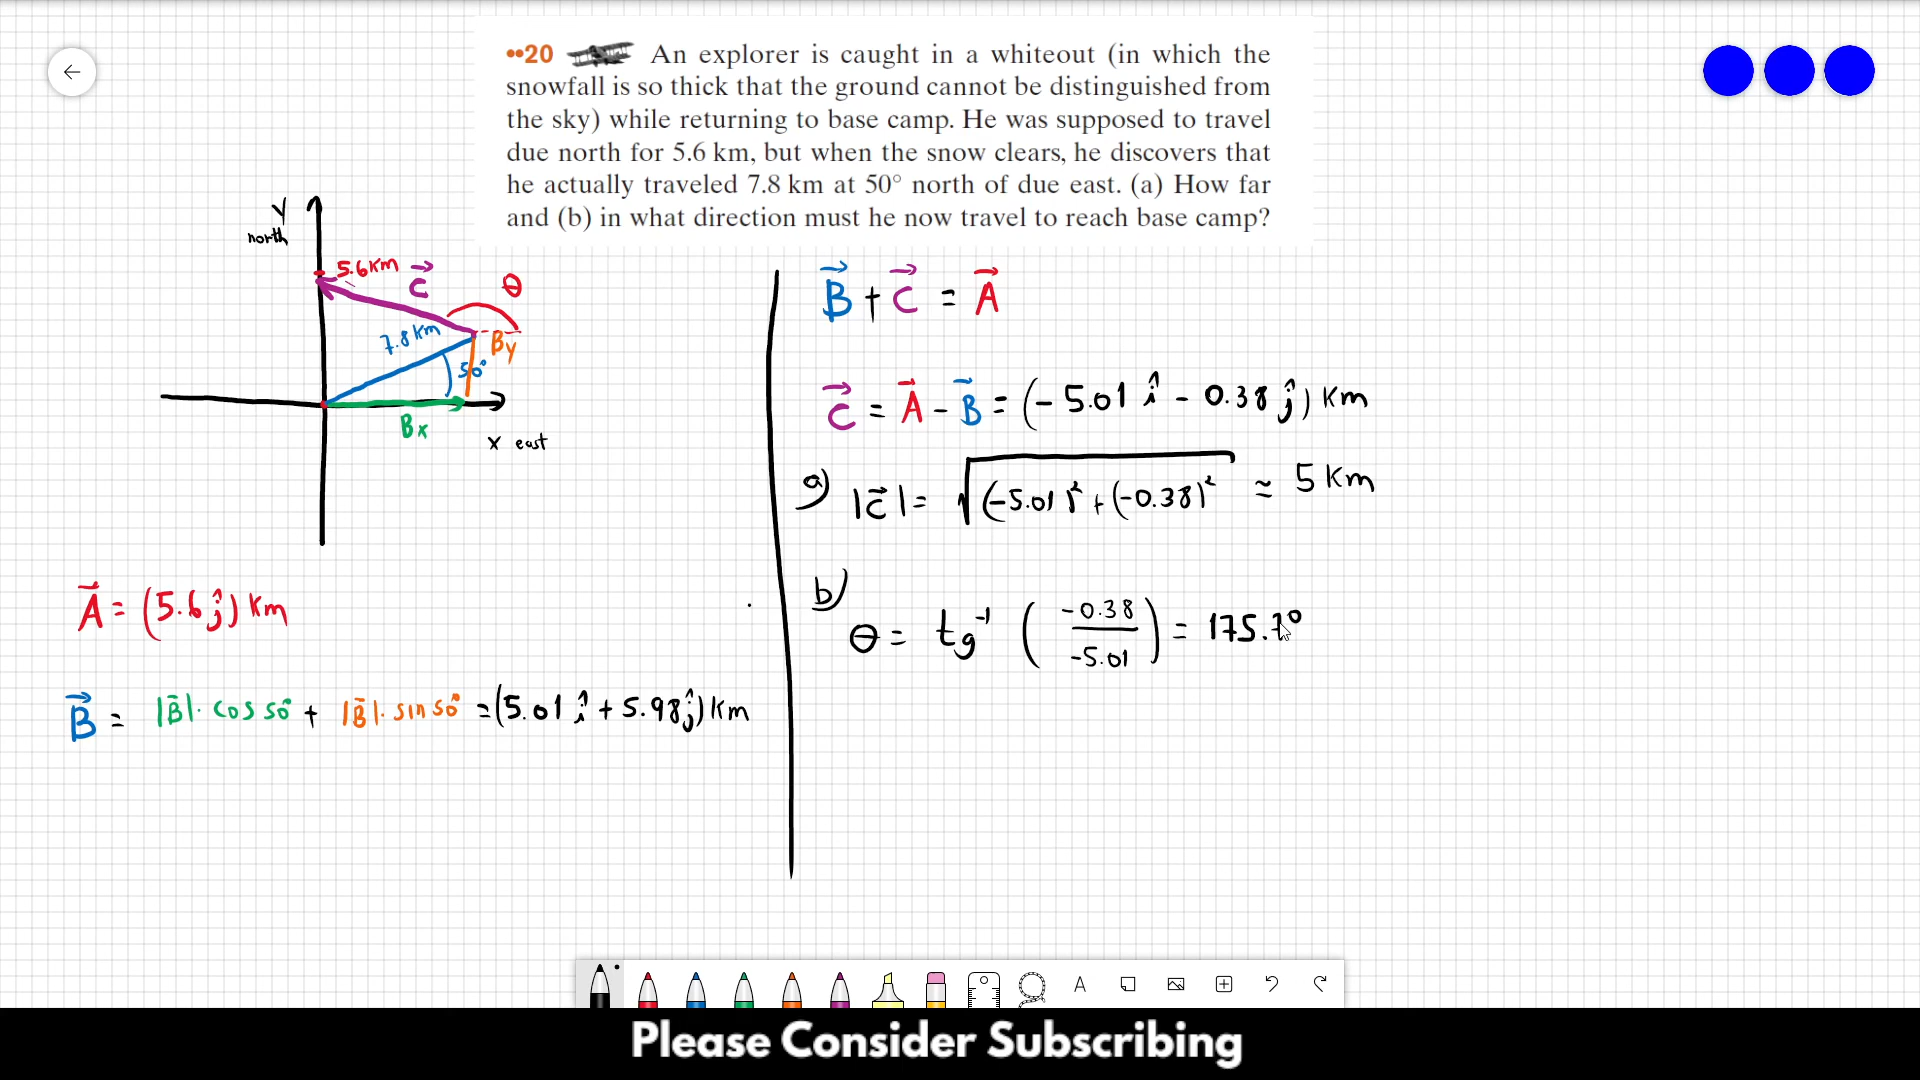 ••20 An explorer is caught in a whiteout (in which the
snowfall is so thick that the ground cannot be distinguished from
the sky) while returning to base camp. He was supposed to travel
due north for 5.6 km, but when the snow clears, he discovers that
he actually traveled 7.8 km at 50° north of due east. (a) How far
and (b) in what direction must he now travel to reach base camp?
y
north
5.6 Km C⃗ θ
7.8 Km
By
50°
Bx
x east
A⃗ = (5.6 ĵ) Km
B⃗ = |B⃗|. cos 50° + |B⃗|. sin 50° = (5.01 î + 5.98 ĵ) Km
B⃗ + C⃗ = A⃗
C⃗ = A⃗ - B⃗ = (- 5.01 î - 0.38 ĵ) Km
a) |C⃗| = √(-5.01)² + (-0.38)² ≈ 5 Km
b)
θ = tg⁻¹ (-0.38 / -5.01) = 175.7°
A
Please Consider Subscribing